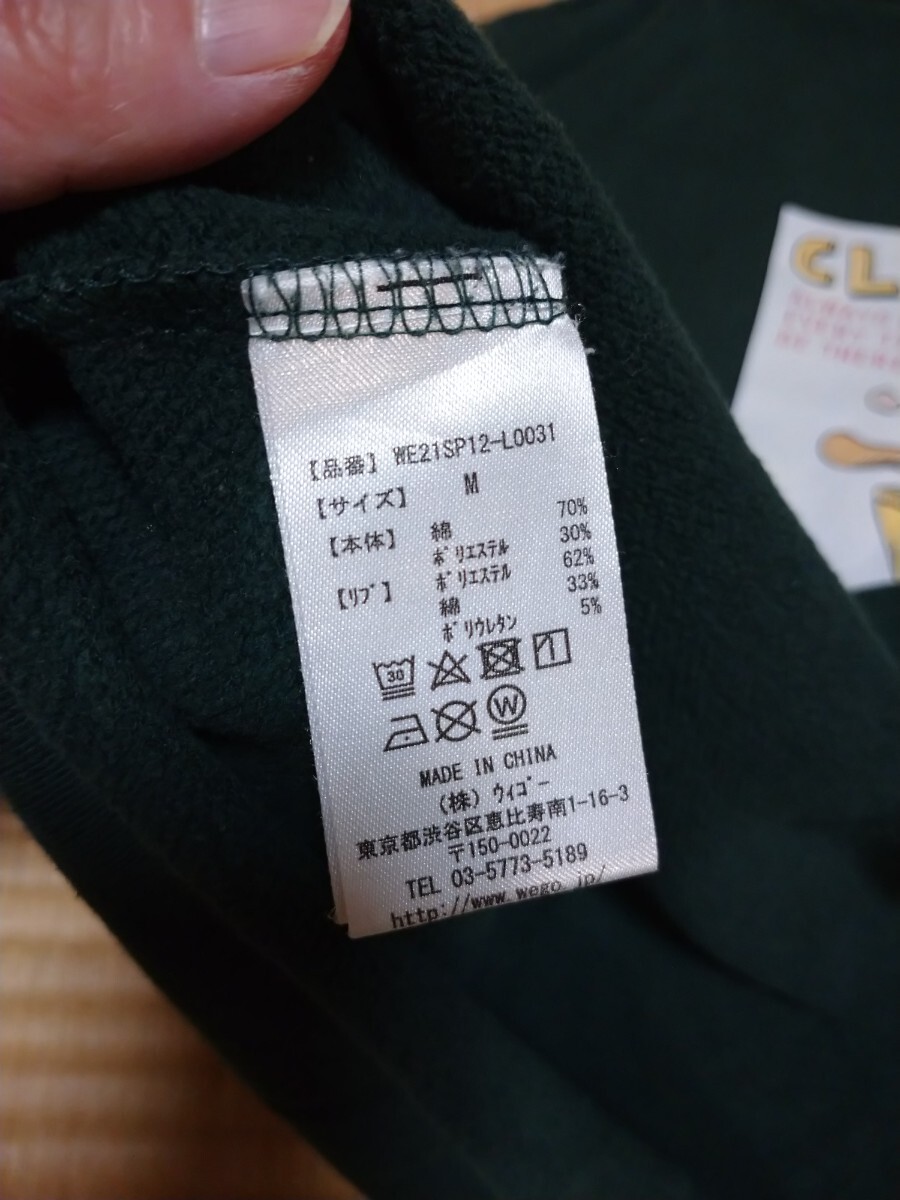 【品番】 WE21SP12-L0031
【サイズ】 M
【本体】 綿 70%
ポリエステル 30%
【リブ】 ポリエステル 62%
綿 33%
ポリウレタン 5%
30
W
MADE IN CHINA
(株) ウィゴー
東京都渋谷区恵比寿南1-16-3
〒150-0022
TEL 03-5773-5189
http://www.wego.jp/
CL